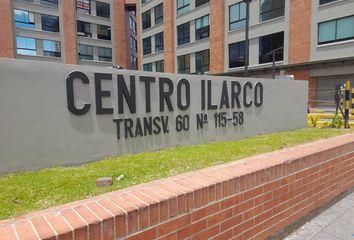 CENTRO ILARCO
TRANSV. 60 Nº 115-58